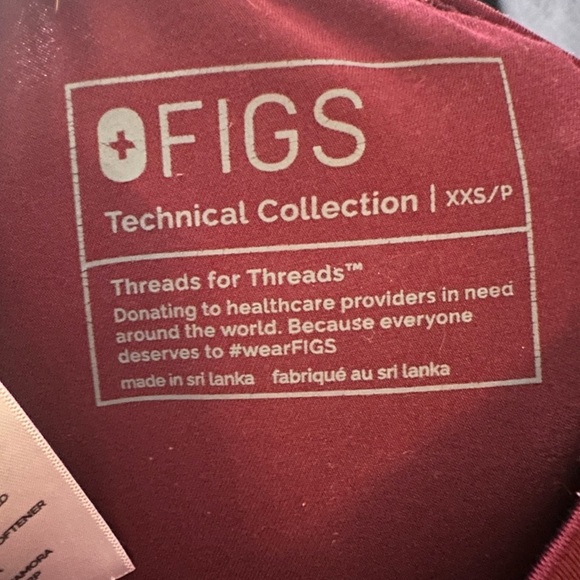 FIGS
Technical Collection | XXS/P
Threads for Threads™
Donating to healthcare providers in need
around the world. Because everyone
deserves to #wearFIGS
made in sri lanka fabriqué au sri lanka